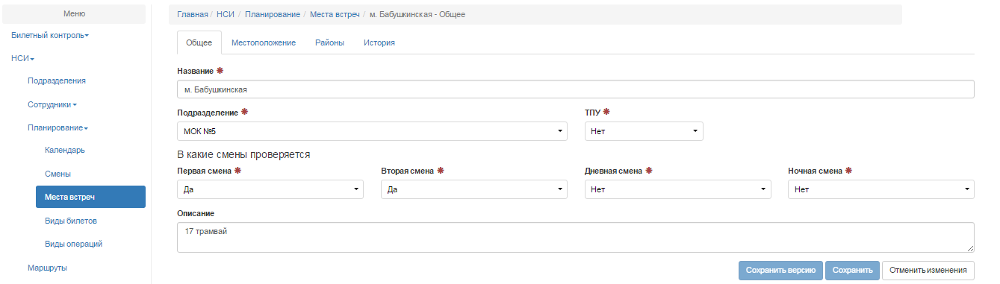 Меню
Билетный контроль
НСИ
Подразделения
Сотрудники
Планирование
Календарь
Смены
Места встреч
Виды билетов
Виды операций
Маршруты
Главная / НСИ / Планирование / Места встреч / м. Бабушкинская - Общее
Общее Местоположение Районы История
Название
м. Бабушкинская
Подразделение ТПУ
МОК №5 Нет
В какие смены проверяется
Первая смена Вторая смена Дневная смена Ночная смена
Да Да Нет Нет
Описание
17 трамвай
Сохранить версию Сохранить Отменить изменения